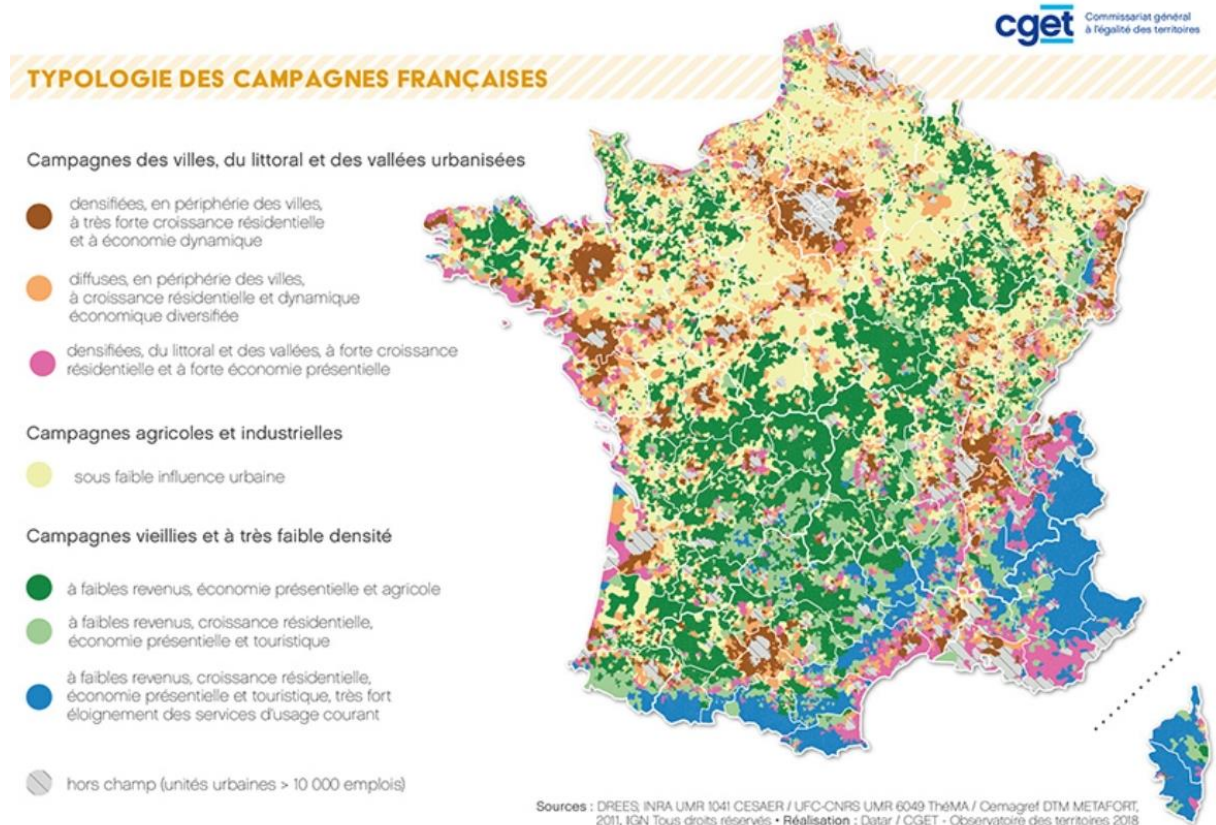 cget
Commissariat général
à l'égalité des territoires
TYPOLOGIE DES CAMPAGNES FRANÇAISES
Campagnes des villes, du littoral et des vallées urbanisées
densifiées, en périphérie des villes,
à très forte croissance résidentielle
et à économie dynamique
diffuses, en périphérie des villes,
à croissance résidentielle et dynamique
économique diversifiée
densifiées, du littoral et des vallées, à forte croissance
résidentielle et à forte économie présentielle
Campagnes agricoles et industrielles
sous faible influence urbaine
Campagnes vieillies et à très faible densité
à faibles revenus, économie présentielle et agricole
à faibles revenus, croissance résidentielle,
économie présentielle et touristique
à faibles revenus, croissance résidentielle,
économie présentielle et touristique, très fort
éloignement des services d'usage courant
hors champ (unités urbaines > 10 000 emplois)
Sources : DREES, INRA UMR 1041 CESAER / UFC-CNRS UMR 6049 ThéMA / Cemagref DTM METAFORT,
2011, IGN Tous droits réservés • Réalisation : Datar / CGET - Observatoire des territoires 2018